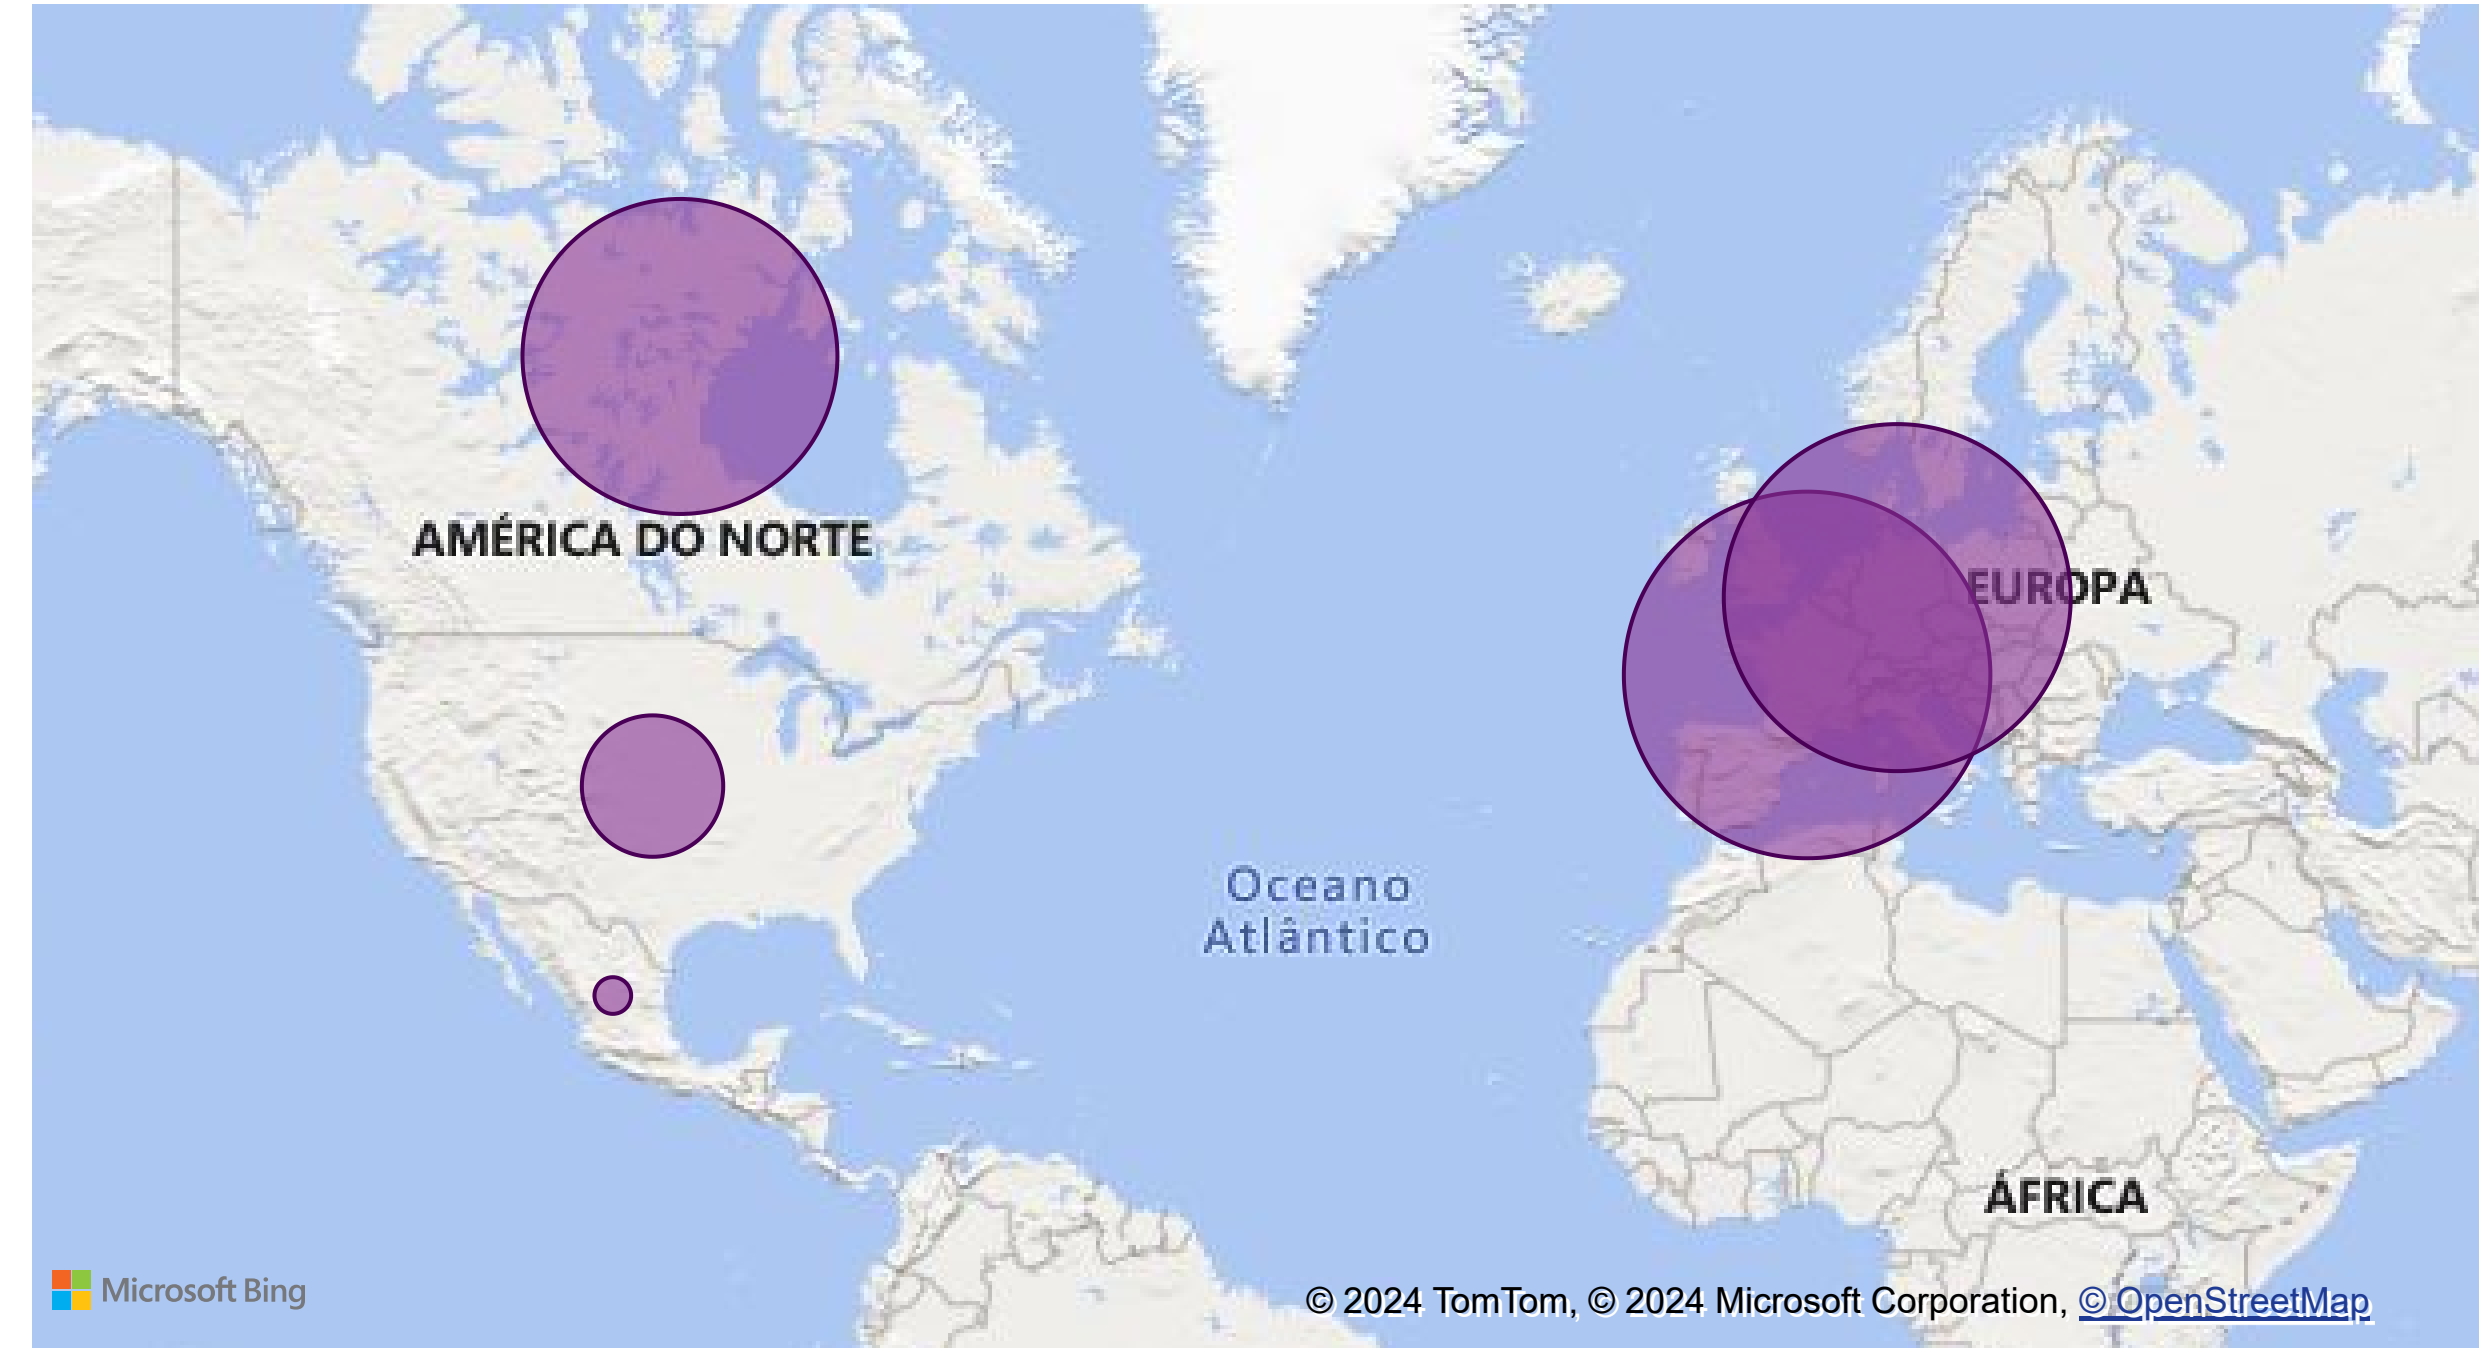 AMÉRICA DO NORTE
EUROPA
Oceano
Atlântico
ÁFRICA
Microsoft Bing
© 2024 TomTom, © 2024 Microsoft Corporation, © OpenStreetMap